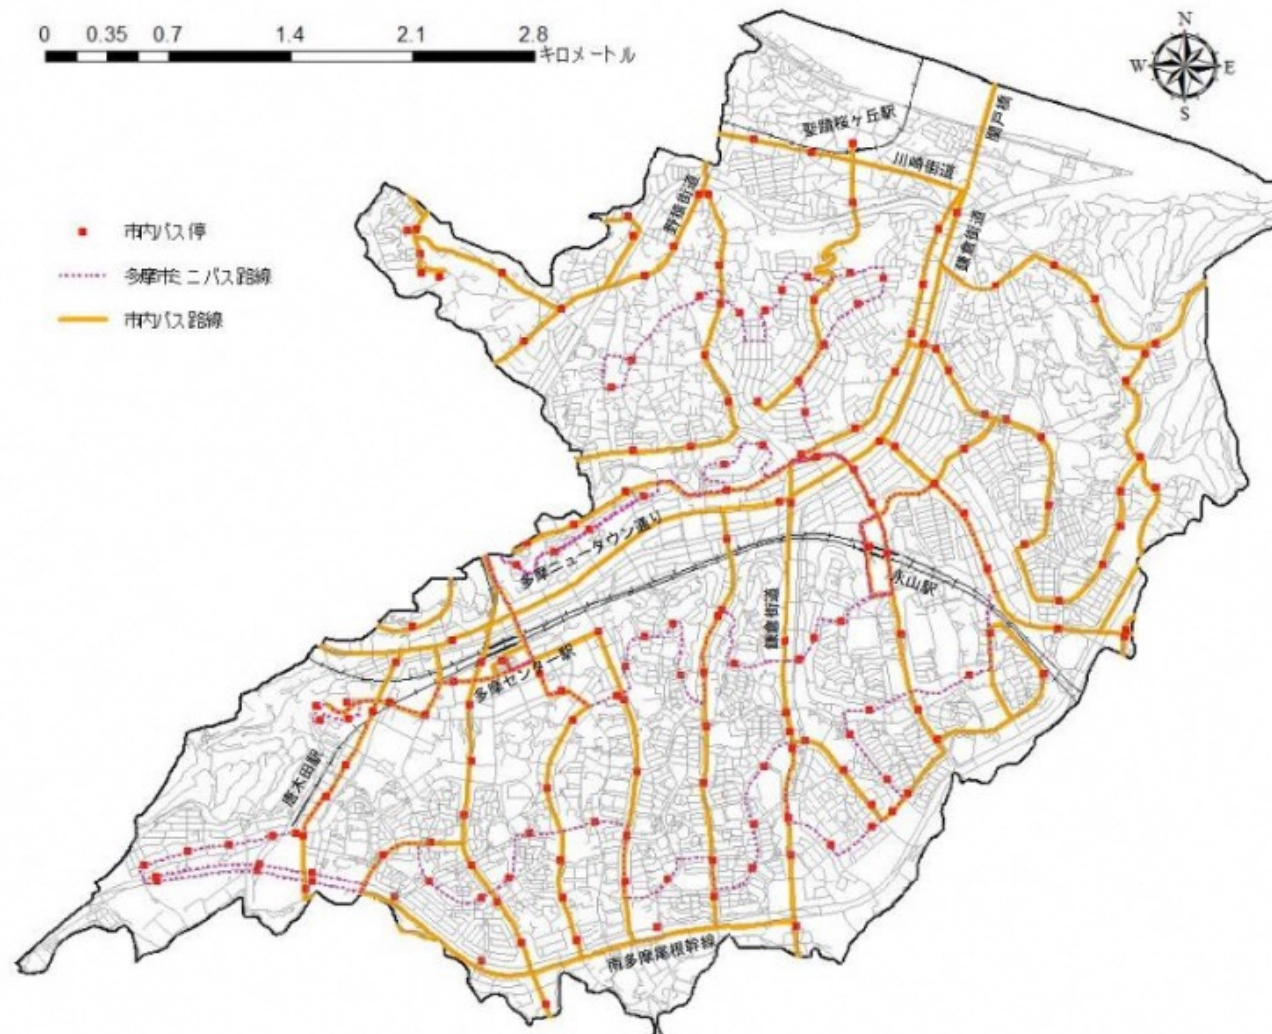 0 0.35 0.7 1.4 2.1 2.8
キロメートル
N
W E
S
聖蹟桜ヶ丘駅
関戸橋
川崎街道
野猿街道
鎌倉街道
市内バス停
多摩市ミニバス路線
市内バス路線
多摩ニュータウン通り
永山駅
鎌倉街道
多摩センター駅
唐木田駅
南多摩尾根幹線